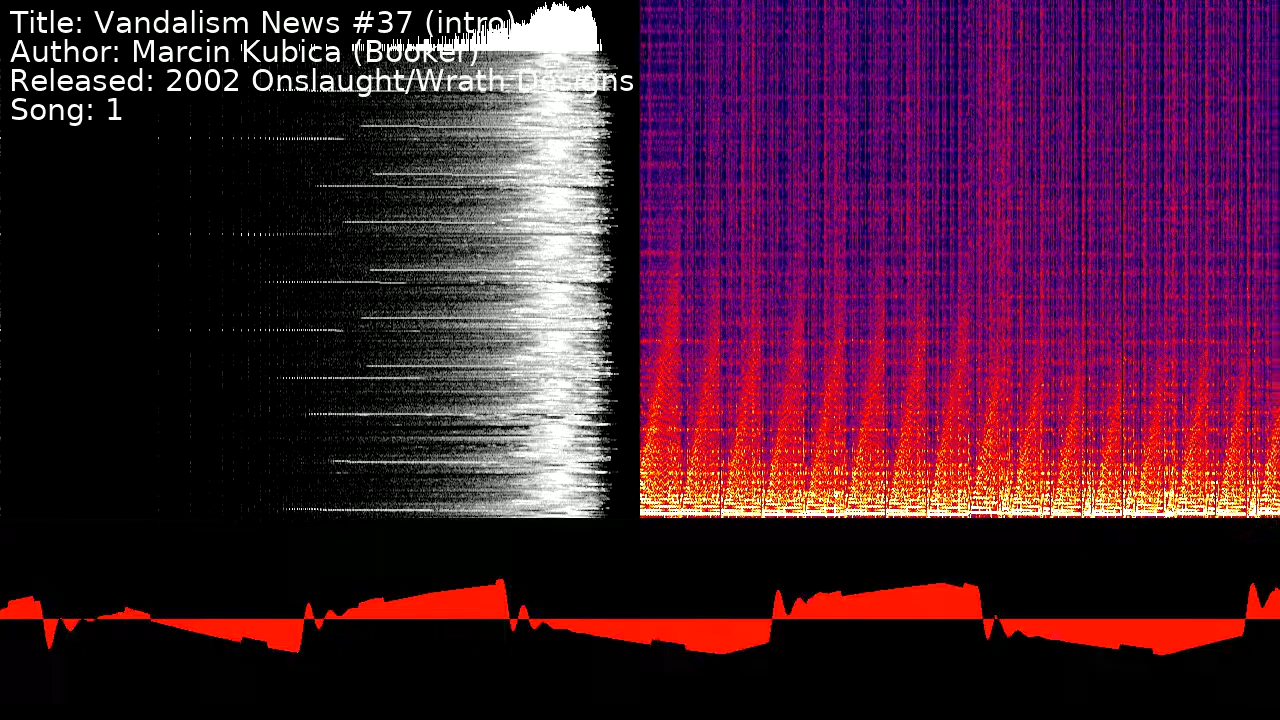 Title: Vandalism News #37 (intro)
Author: Marcin Kubica (Booker)
Released: 2002 Onslaught/Wrath Designs
Song: 1